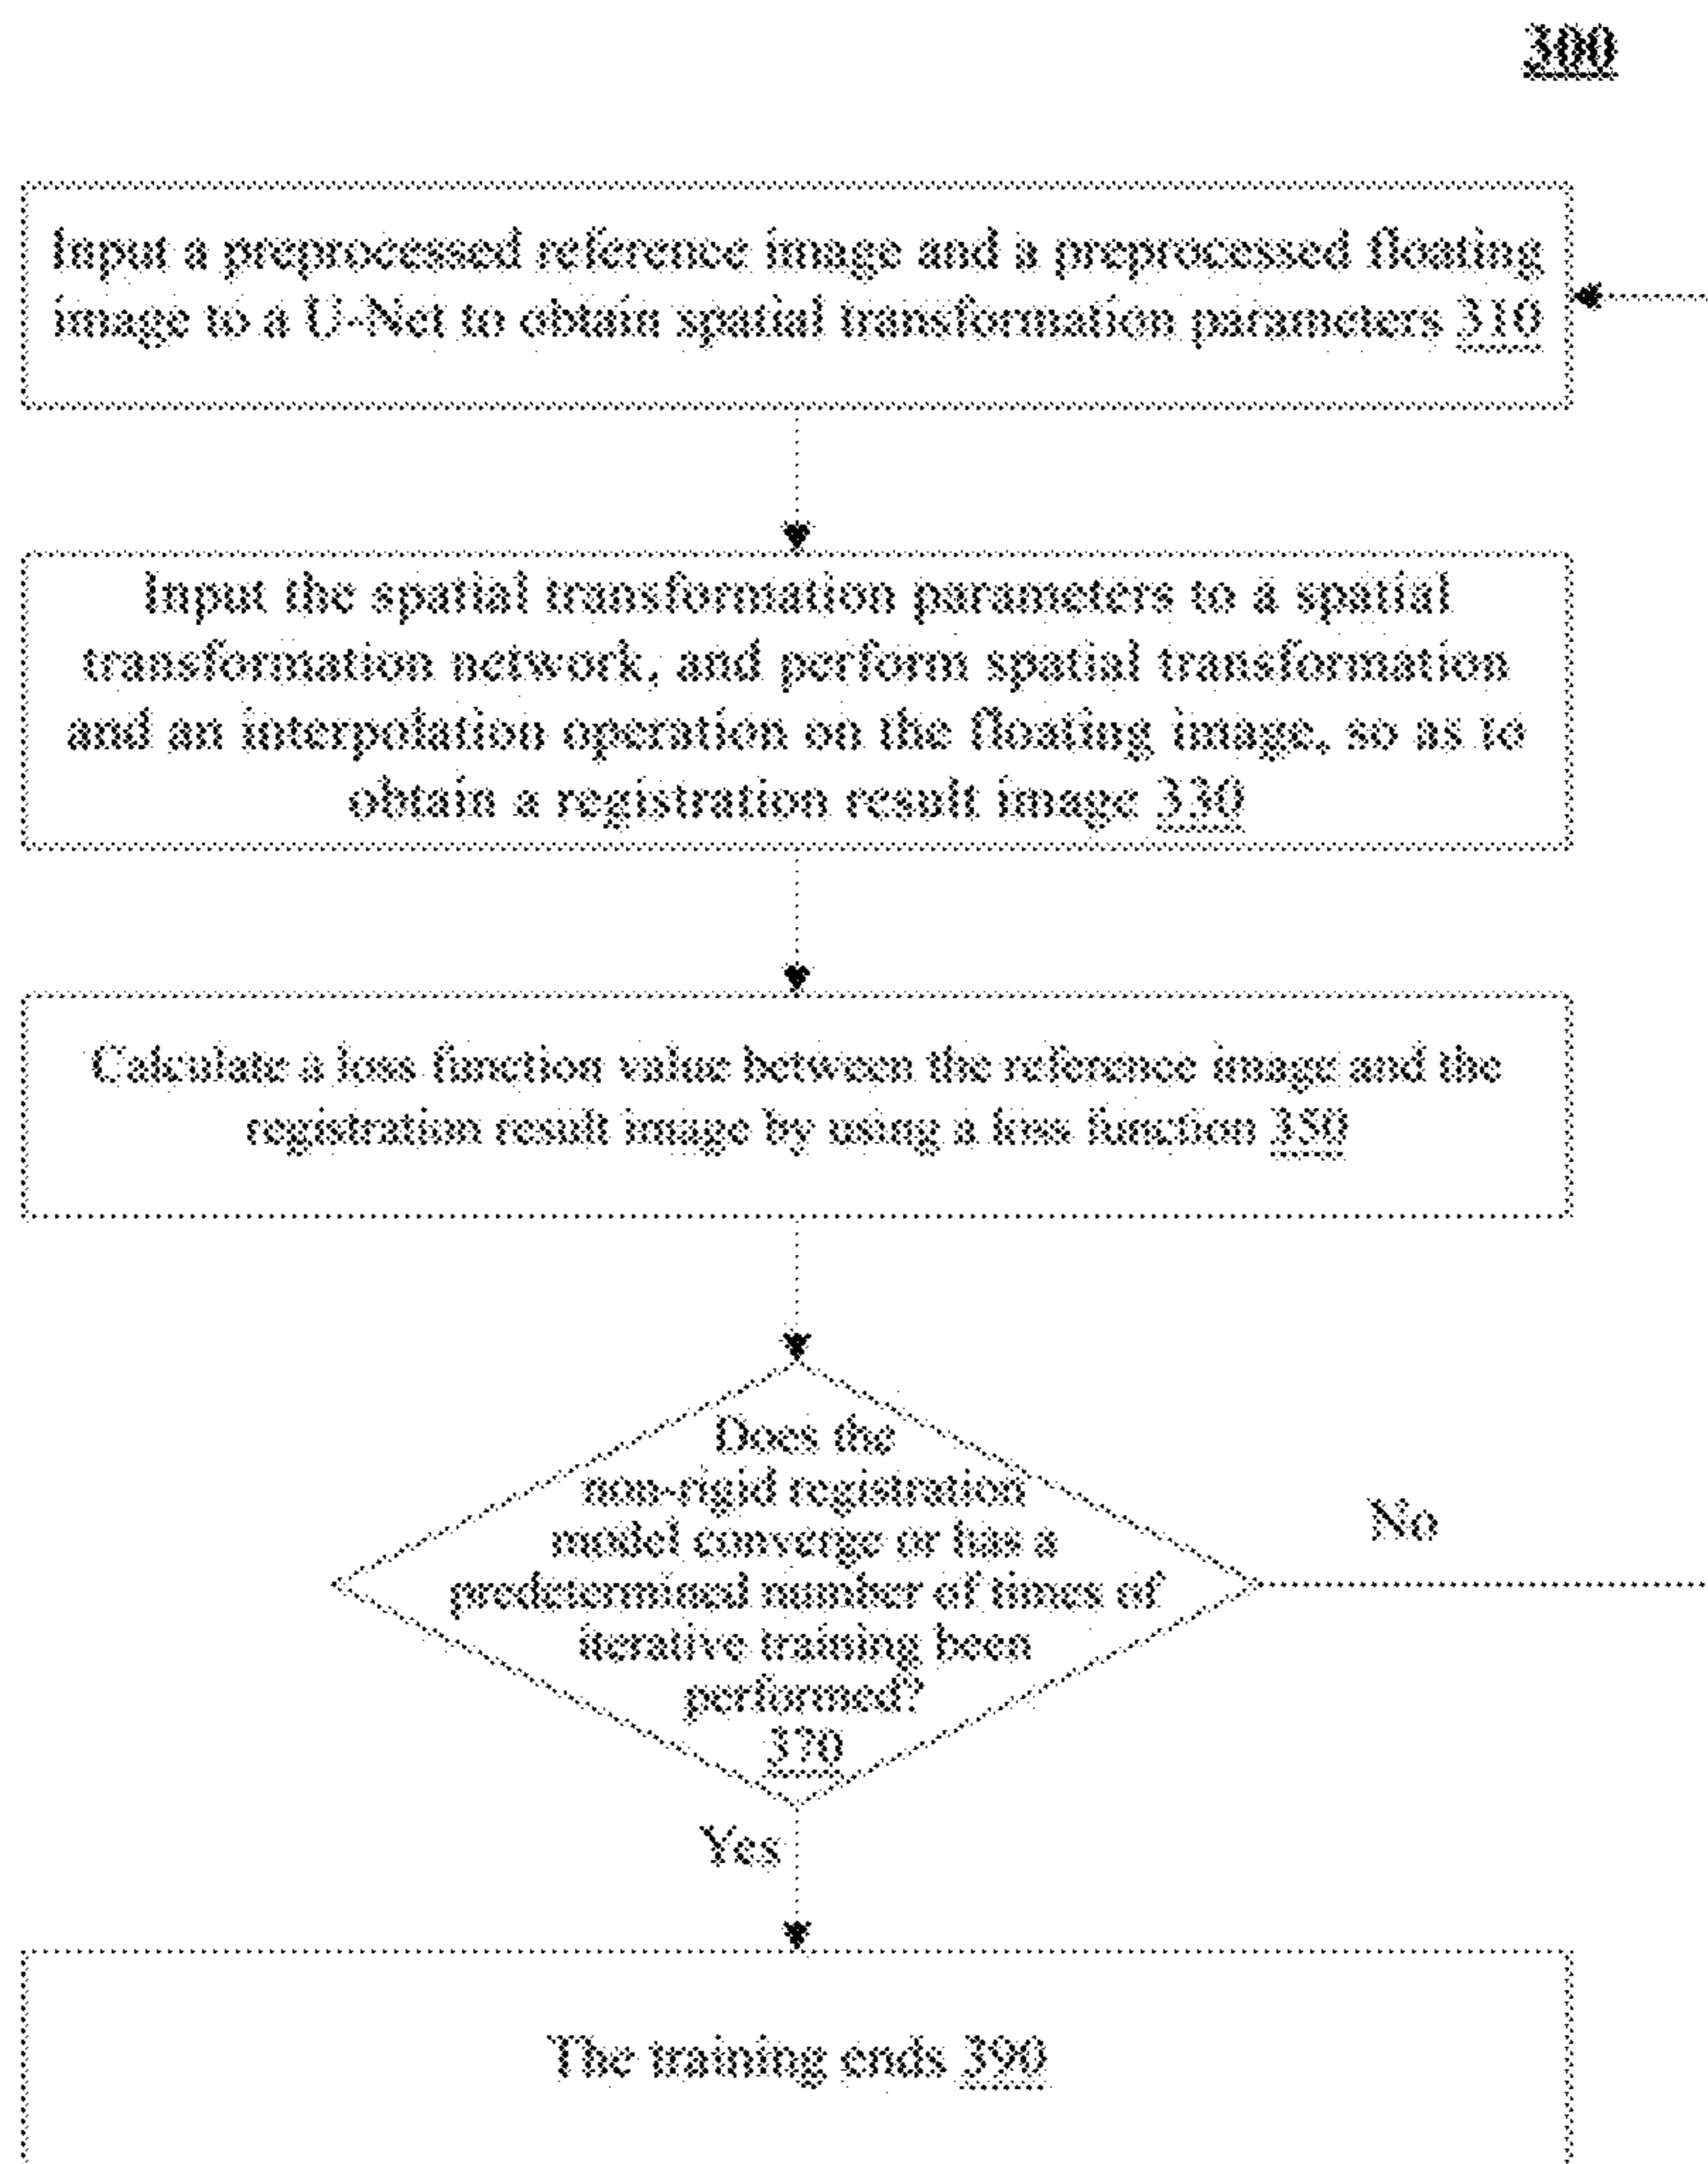 300
Input a preprocessed reference image and a preprocessed floating
image to a U-Net to obtain spatial transformation parameters 310
Input the spatial transformation parameters to a spatial
transformation network, and perform spatial transformation
and an interpolation operation on the floating image, so as to
obtain a registration result image 330
Calculate a loss function value between the reference image and the
registration result image by using a loss function 350
Does the
non-rigid registration
model converge or has a
predetermined number of times of
iterative training been
performed?
370
No
Yes
The training ends 390